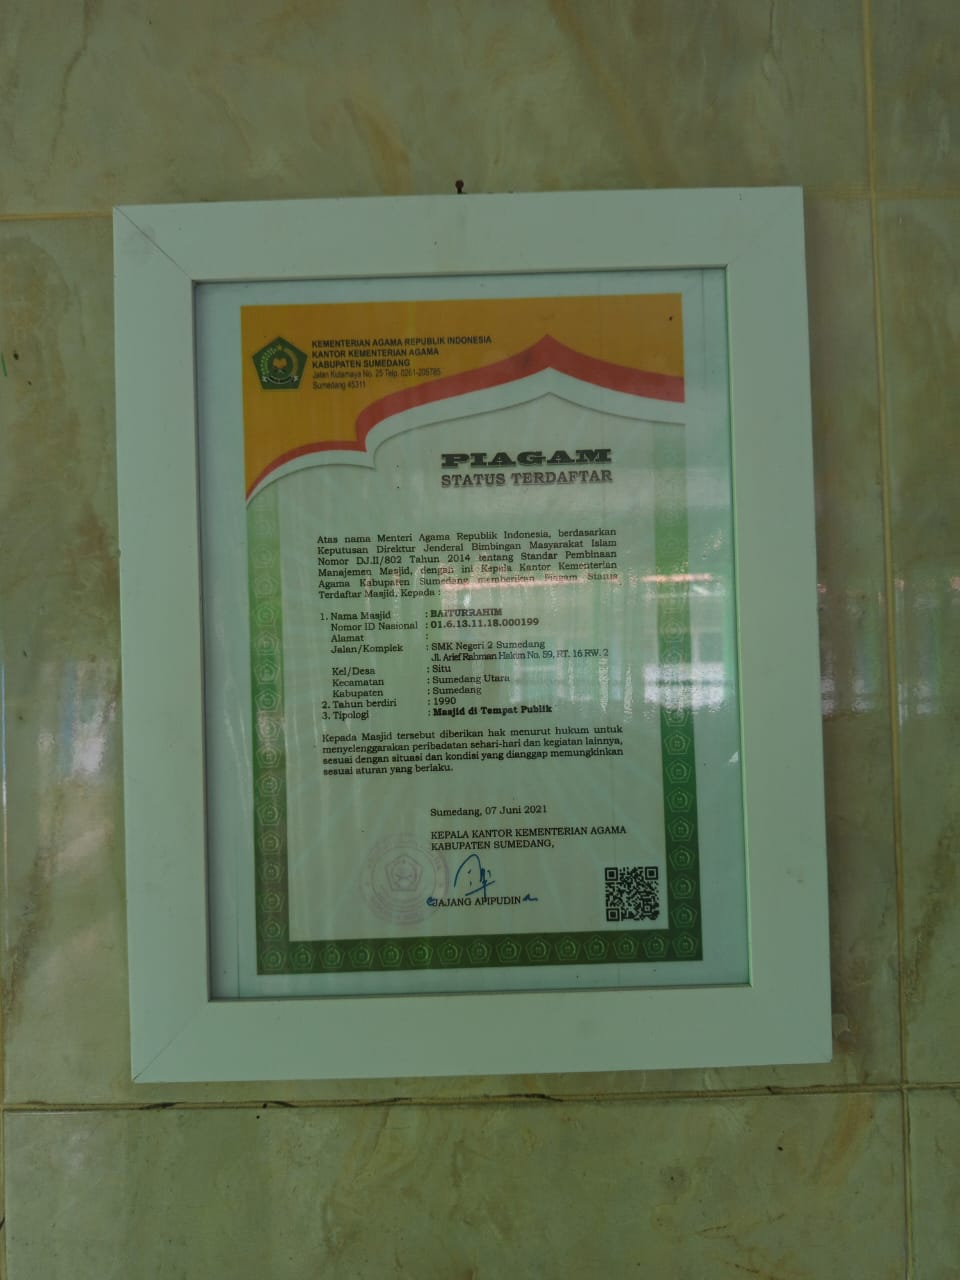 KEMENTERIAN AGAMA REPUBLIK INDONESIA
KANTOR KEMENTERIAN AGAMA
KABUPATEN SUMEDANG
Jalan Kutamaya No. 25 Telp. 0261-206785
Sumedang 45311
PIAGAM
STATUS TERDAFTAR
Atas nama Menteri Agama Republik Indonesia, berdasarkan
Keputusan Direktur Jenderal Bimbingan Masyarakat Islam
Nomor DJ.II/802 Tahun 2014 tentang Standar Pembinaan
Manajemen Masjid, dengan ini Kepala Kantor Kementerian
Agama Kabupaten Sumedang memberikan Piagam Status
Terdaftar Masjid, Kepada :
1. Nama Masjid : BAITURRAHIM
Nomor ID Nasional : 01.6.13.11.18.000199
Alamat :
Jalan/Komplek : SMK Negeri 2 Sumedang
Jl. Arief Rahman Hakim No. 59, RT. 16 RW. 2
Kel/Desa : Situ
Kecamatan : Sumedang Utara
Kabupaten : Sumedang
2. Tahun berdiri : 1990
3. Tipologi : Masjid di Tempat Publik
Kepada Masjid tersebut diberikan hak menurut hukum untuk
menyelenggarakan peribadatan sehari-hari dan kegiatan lainnya,
sesuai dengan situasi dan kondisi yang dianggap memungkinkan
sesuai aturan yang berlaku.
Sumedang, 07 Juni 2021
KEPALA KANTOR KEMENTERIAN AGAMA
KABUPATEN SUMEDANG,
JAJANG APIPUDIN